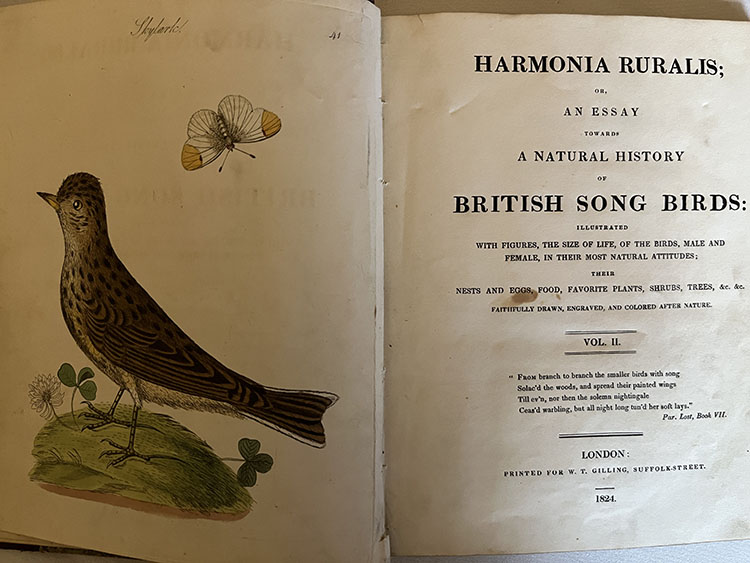 Skylark.
41
HARMONIA RURALIS;
OR,
AN ESSAY
TOWARDS
A NATURAL HISTORY
OF
BRITISH SONG BIRDS:
ILLUSTRATED
WITH FIGURES, THE SIZE OF LIFE, OF THE BIRDS, MALE AND
FEMALE, IN THEIR MOST NATURAL ATTITUDES;
THEIR
NESTS AND EGGS, FOOD, FAVORITE PLANTS, SHRUBS, TREES, &c. &c.
FAITHFULLY DRAWN, ENGRAVED, AND COLORED AFTER NATURE.
VOL. II.
"FROM branch to branch the smaller birds with song
Solac'd the woods, and spread their painted wings
Till ev'n, nor then the solemn nightingale
Ceas'd warbling, but all night long tun'd her soft lays."
Par. Lost, Book VII.
LONDON:
PRINTED FOR W. T. GILLING, SUFFOLK-STREET.
1824.